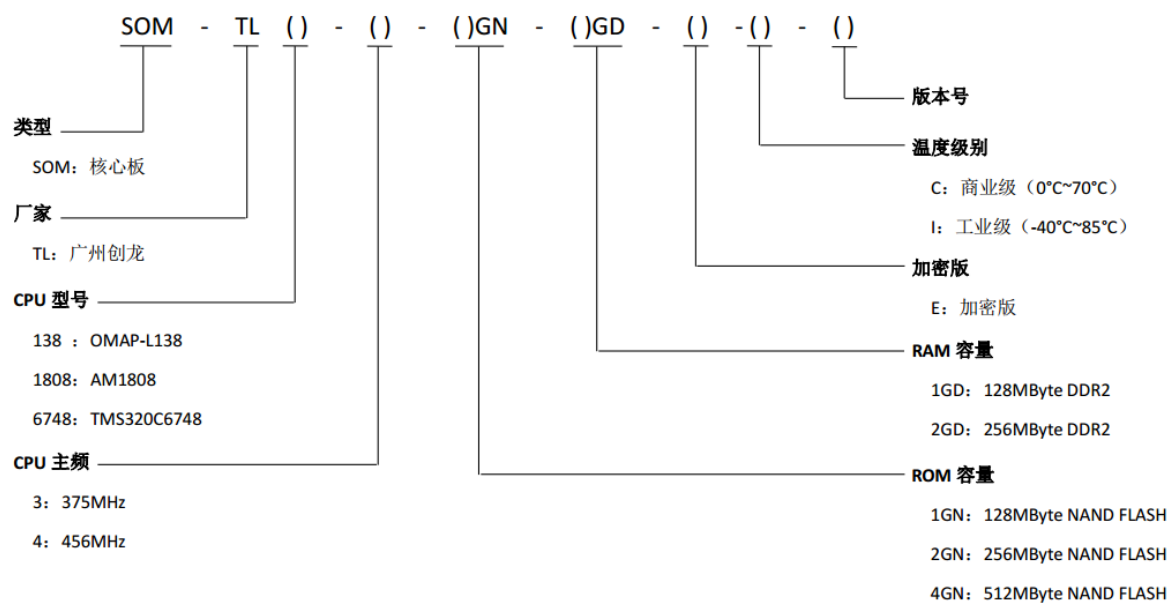 SOM - TL ( ) - ( ) - ( )GN - ( )GD - ( ) - ( ) - ( )
类型
SOM：核心板
厂家
TL：广州创龙
CPU 型号
138 ：OMAP-L138
1808：AM1808
6748：TMS320C6748
CPU 主频
3：375MHz
4：456MHz
版本号
温度级别
C：商业级（0°C~70°C）
I：工业级（-40°C~85°C）
加密版
E：加密版
RAM 容量
1GD：128MByte DDR2
2GD：256MByte DDR2
ROM 容量
1GN：128MByte NAND FLASH
2GN：256MByte NAND FLASH
4GN：512MByte NAND FLASH